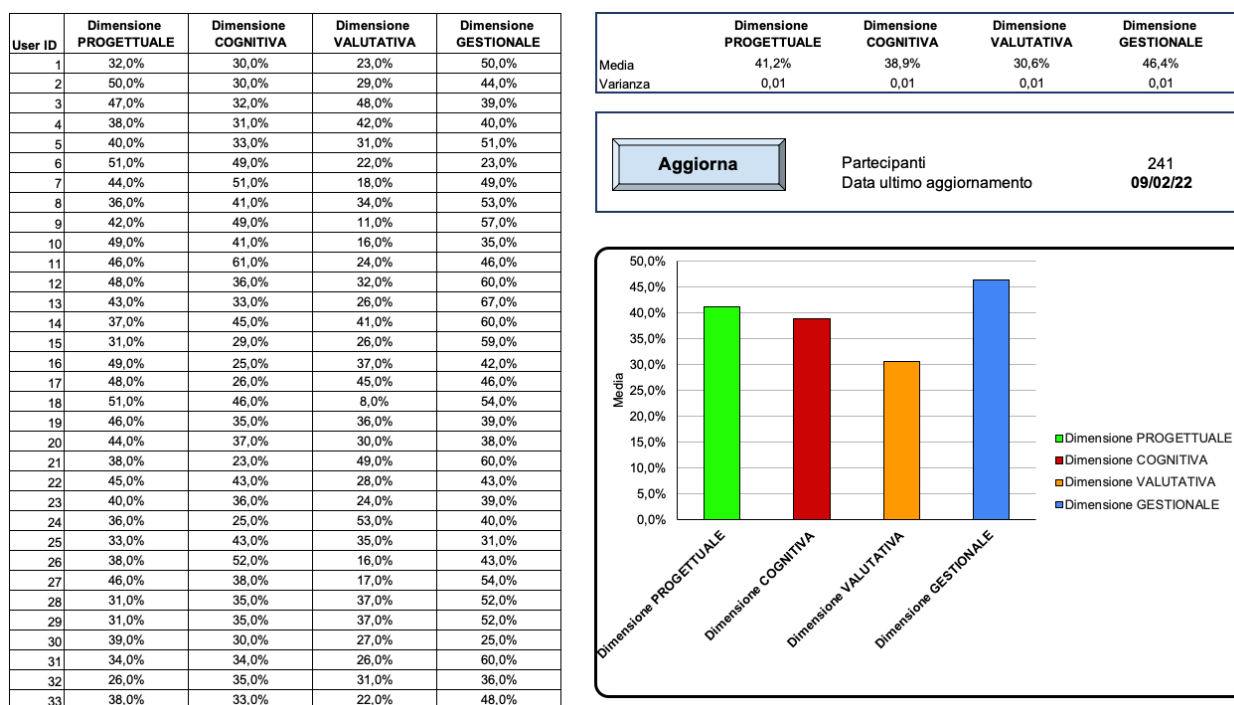 User ID Dimensione PROGETTUALE Dimensione COGNITIVA Dimensione VALUTATIVA Dimensione GESTIONALE
1 32,0% 30,0% 23,0% 50,0%
2 50,0% 30,0% 29,0% 44,0%
3 47,0% 32,0% 48,0% 39,0%
4 38,0% 31,0% 42,0% 40,0%
5 40,0% 33,0% 31,0% 51,0%
6 51,0% 49,0% 22,0% 23,0%
7 44,0% 51,0% 18,0% 49,0%
8 36,0% 41,0% 34,0% 53,0%
9 42,0% 49,0% 11,0% 57,0%
10 49,0% 41,0% 16,0% 35,0%
11 46,0% 61,0% 24,0% 46,0%
12 48,0% 36,0% 32,0% 60,0%
13 43,0% 33,0% 26,0% 67,0%
14 37,0% 45,0% 41,0% 60,0%
15 31,0% 29,0% 26,0% 59,0%
16 49,0% 25,0% 37,0% 42,0%
17 48,0% 26,0% 45,0% 46,0%
18 51,0% 46,0% 8,0% 54,0%
19 46,0% 35,0% 36,0% 39,0%
20 44,0% 37,0% 30,0% 38,0%
21 38,0% 23,0% 49,0% 60,0%
22 45,0% 43,0% 28,0% 43,0%
23 40,0% 36,0% 24,0% 39,0%
24 36,0% 25,0% 53,0% 40,0%
25 33,0% 43,0% 35,0% 31,0%
26 38,0% 52,0% 16,0% 43,0%
27 46,0% 38,0% 17,0% 54,0%
28 31,0% 35,0% 37,0% 52,0%
29 31,0% 35,0% 37,0% 52,0%
30 39,0% 30,0% 27,0% 25,0%
31 34,0% 34,0% 26,0% 60,0%
32 26,0% 35,0% 31,0% 36,0%
33 38,0% 33,0% 22,0% 48,0%
Dimensione PROGETTUALE Dimensione COGNITIVA Dimensione VALUTATIVA Dimensione GESTIONALE
Media 41,2% 38,9% 30,6% 46,4%
Varianza 0,01 0,01 0,01 0,01
Aggiorna
Partecipanti 241
Data ultimo aggiornamento 09/02/22
50,0%
45,0%
40,0%
35,0%
30,0%
25,0%
20,0%
15,0%
10,0%
5,0%
0,0%
Media
Dimensione PROGETTUALE
Dimensione COGNITIVA
Dimensione VALUTATIVA
Dimensione GESTIONALE
Dimensione PROGETTUALE
Dimensione COGNITIVA
Dimensione VALUTATIVA
Dimensione GESTIONALE